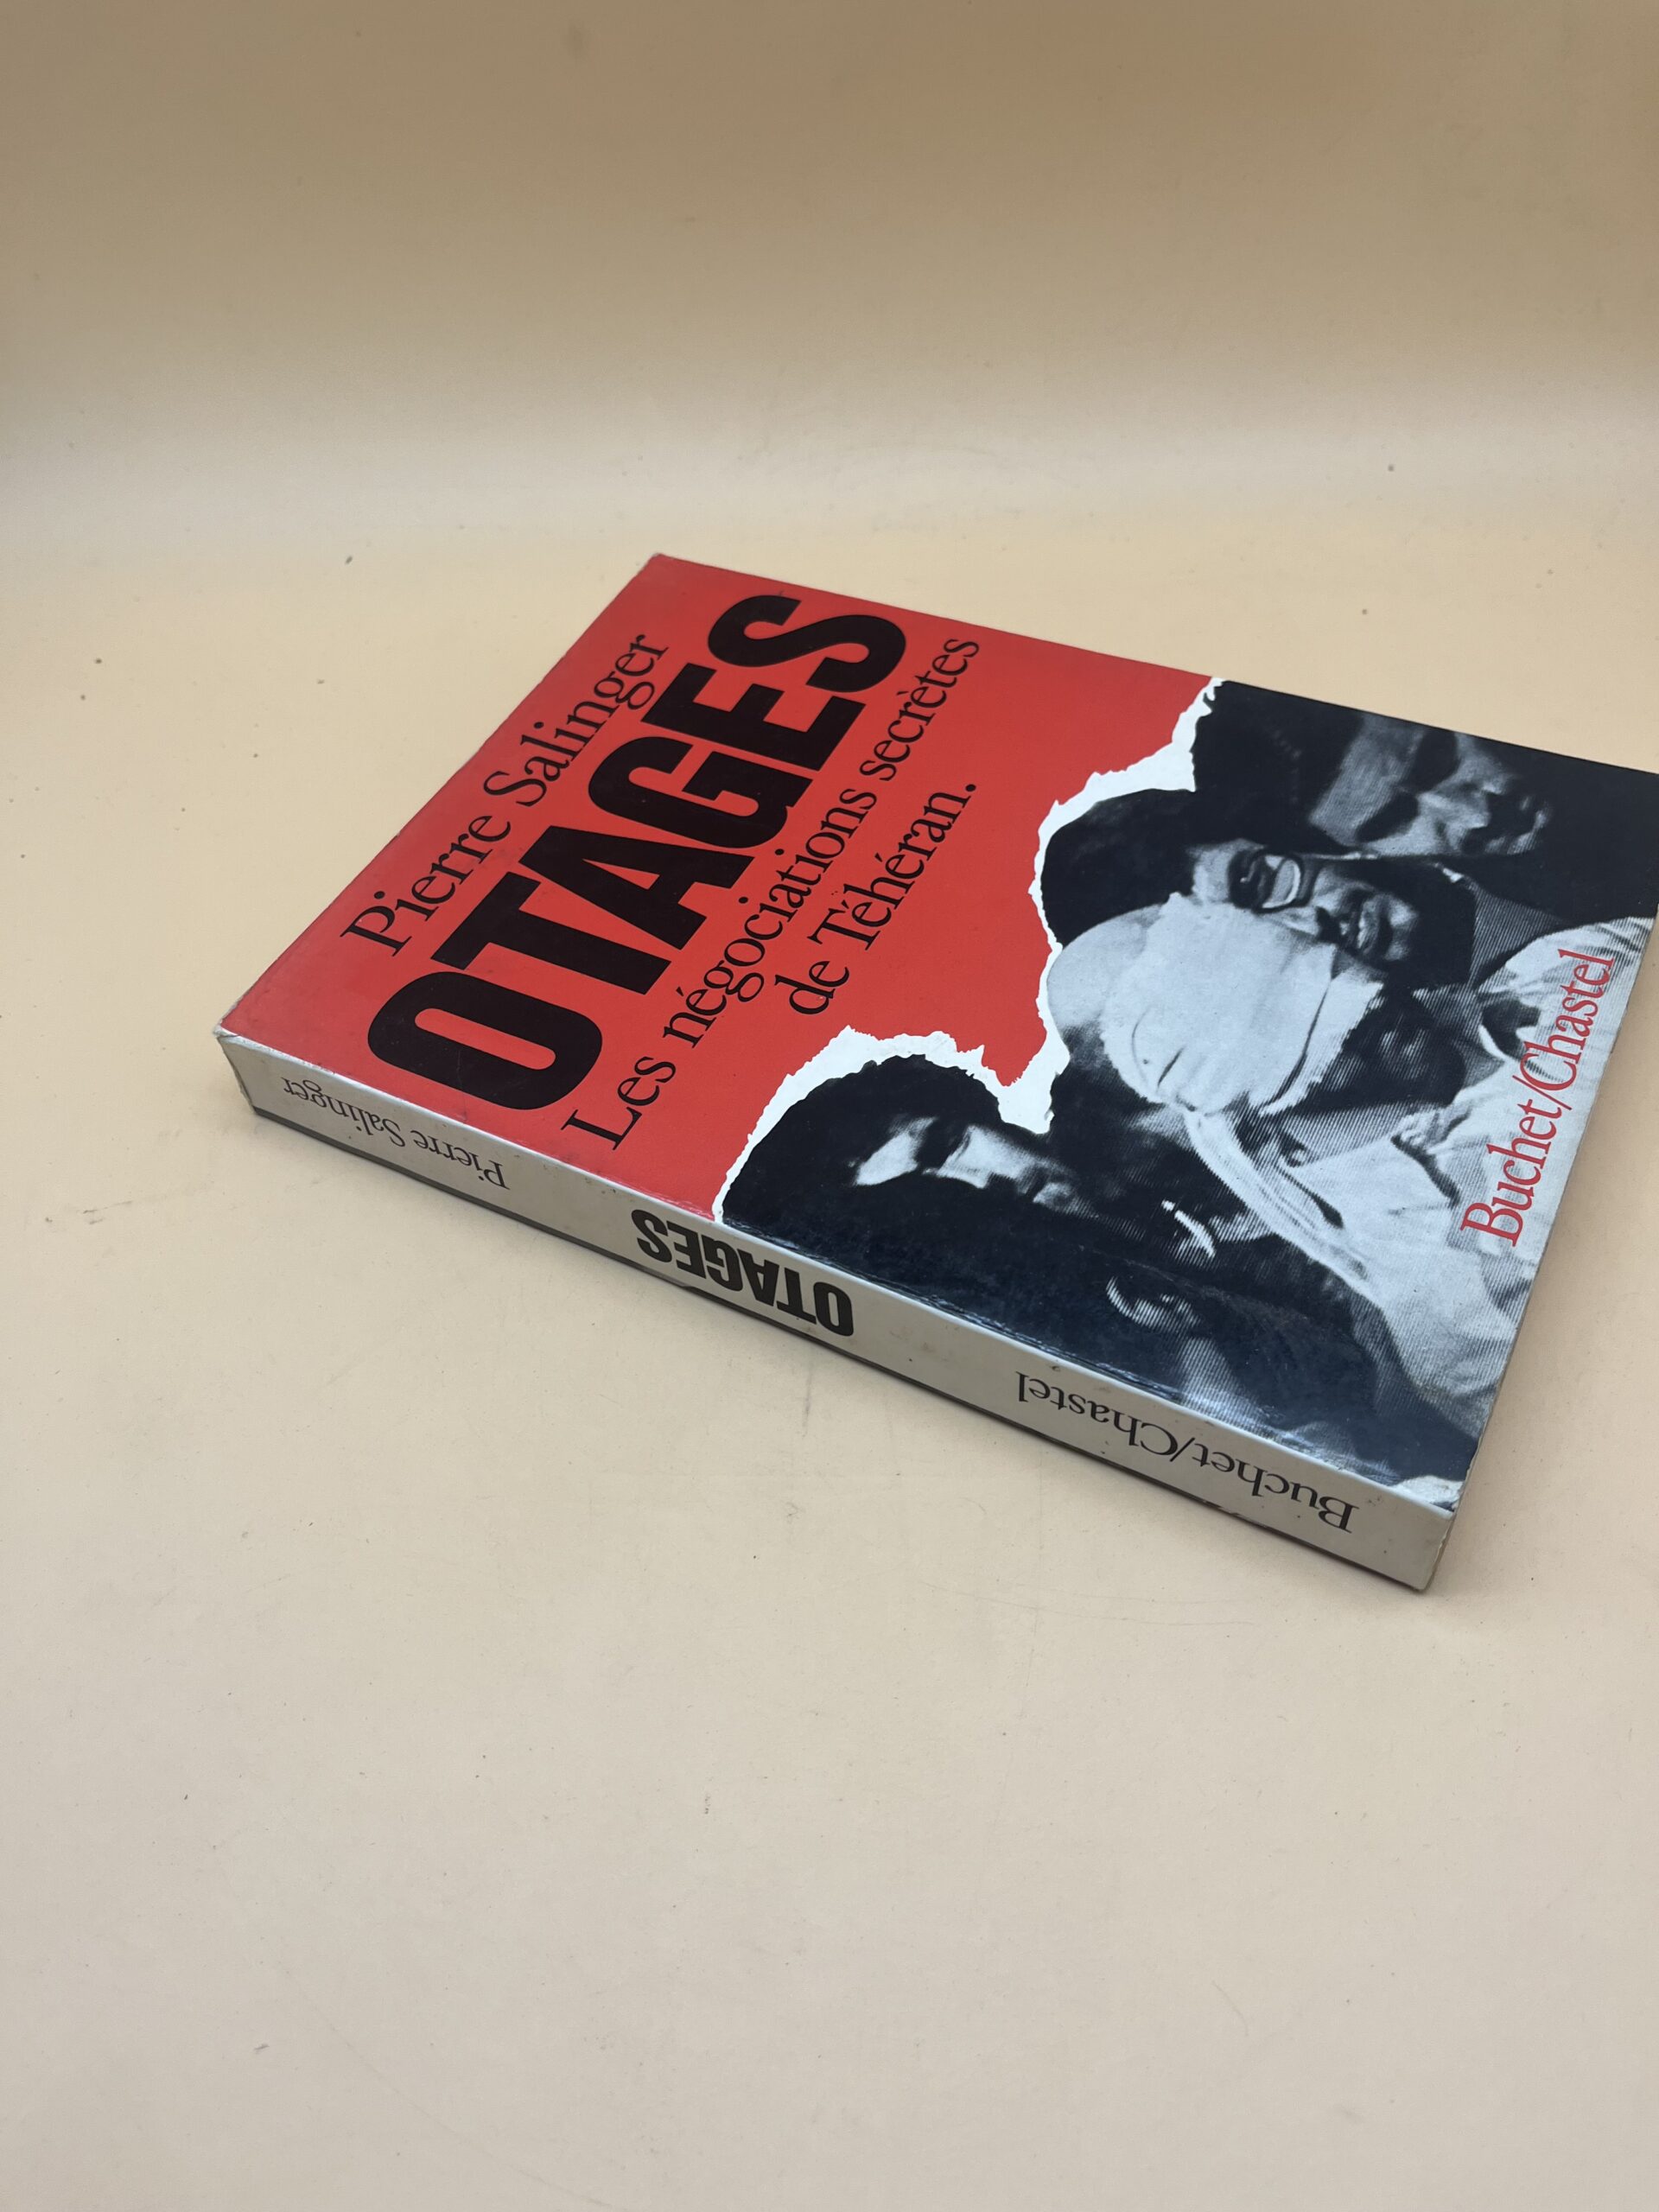 Pierre Salinger
OTAGES
Les négociations secrètes
de Téhéran.
Buchet/Chastel
Pierre Salinger
OTAGES
Buchet/Chastel